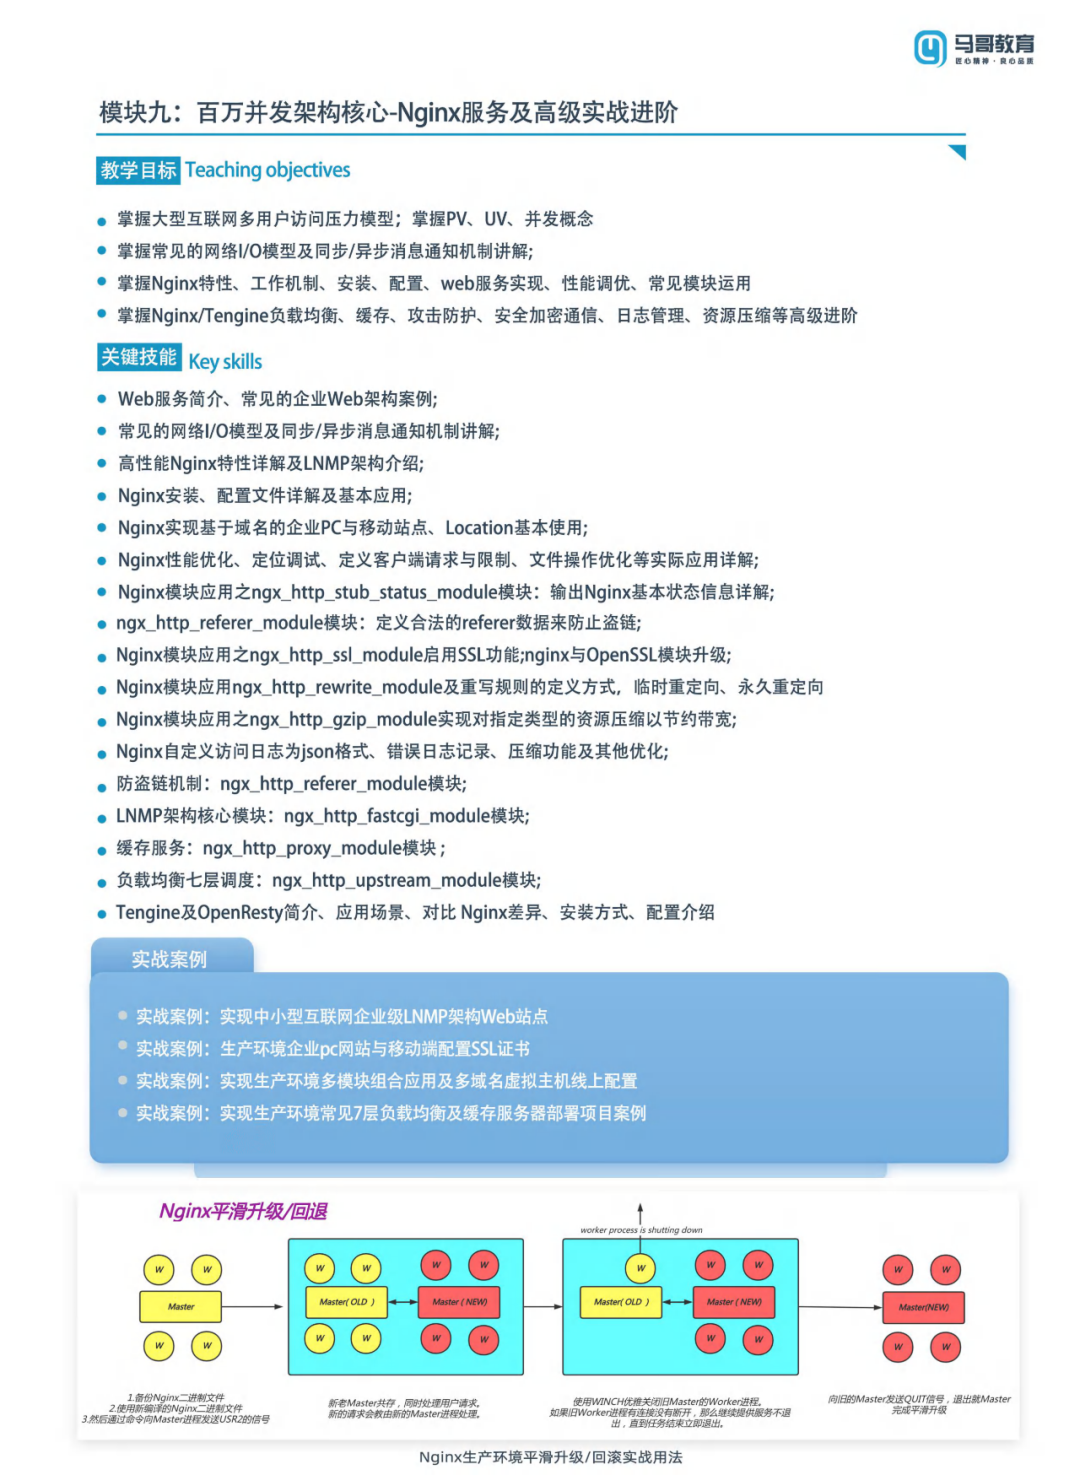 马哥教育
匠心精神·良心品质
模块九：百万并发架构核心-Nginx服务及高级实战进阶
教学目标 Teaching objectives
掌握大型互联网多用户访问压力模型；掌握PV、UV、并发概念
掌握常见的网络I/O模型及同步/异步消息通知机制讲解;
掌握Nginx特性、工作机制、安装、配置、web服务实现、性能调优、常见模块运用
掌握Nginx/Tengine负载均衡、缓存、攻击防护、安全加密通信、日志管理、资源压缩等高级进阶
关键技能 Key skills
Web服务简介、常见的企业Web架构案例;
常见的网络I/O模型及同步/异步消息通知机制讲解;
高性能Nginx特性详解及LNMP架构介绍;
Nginx安装、配置文件详解及基本应用;
Nginx实现基于域名的企业PC与移动站点、Location基本使用;
Nginx性能优化、定位调试、定义客户端请求与限制、文件操作优化等实际应用详解;
Nginx模块应用之ngx_http_stub_status_module模块：输出Nginx基本状态信息详解;
ngx_http_referer_module模块：定义合法的referer数据来防止盗链;
Nginx模块应用之ngx_http_ssl_module启用SSL功能;nginx与OpenSSL模块升级;
Nginx模块应用ngx_http_rewrite_module及重写规则的定义方式，临时重定向、永久重定向
Nginx模块应用之ngx_http_gzip_module实现对指定类型的资源压缩以节约带宽;
Nginx自定义访问日志为json格式、错误日志记录、压缩功能及其他优化;
防盗链机制：ngx_http_referer_module模块;
LNMP架构核心模块：ngx_http_fastcgi_module模块;
缓存服务：ngx_http_proxy_module模块 ;
负载均衡七层调度：ngx_http_upstream_module模块;
Tengine及OpenResty简介、应用场景、对比 Nginx差异、安装方式、配置介绍
实战案例
实战案例：实现中小型互联网企业级LNMP架构Web站点
实战案例：生产环境企业pc网站与移动端配置SSL证书
实战案例：实现生产环境多模块组合应用及多域名虚拟主机线上配置
实战案例：实现生产环境常见7层负载均衡及缓存服务器部署项目案例
Nginx平滑升级/回退
worker process is shutting down
W W W W W W W W W W W
Master Master( OLD ) Master ( NEW) Master( OLD ) Master ( NEW) Master(NEW)
W W W W W W W W W W
1.备份Nginx二进制文件
2.使用新编译的Nginx二进制文件
3.然后通过命令向Master进程发送USR2的信号
新老Master共存，同时处理用户请求。
新的请求会教由新的Master进程处理。
使用WINCH优雅关闭旧Master的Worker进程。
如果旧Worker进程有连接没有断开，那么继续提供服务不退
出，直到任务结束立即退出。
向旧的Master发送QUIT信号，退出就Master
完成平滑升级
Nginx生产环境平滑升级/回滚实战用法